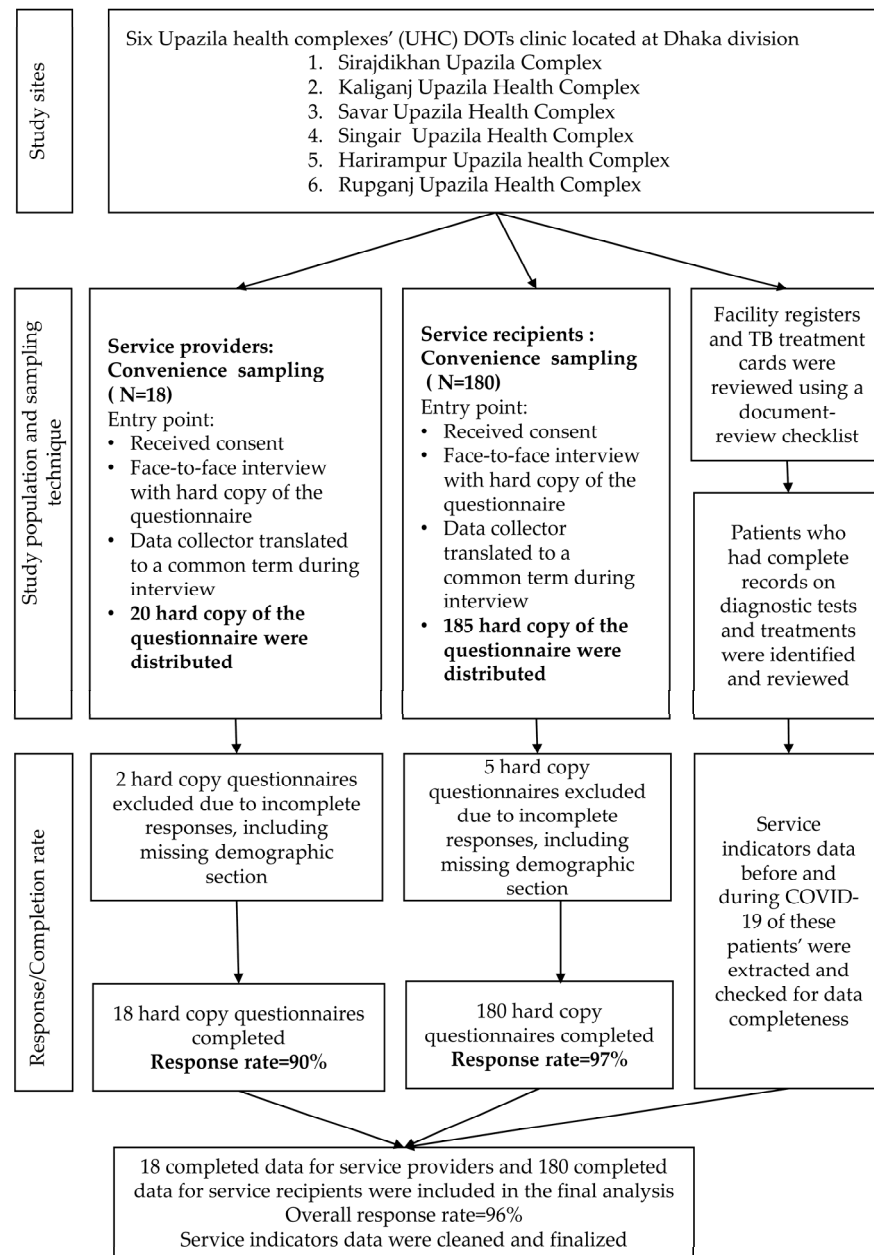 Study sites
Six Upazila health complexes’ (UHC) DOTs clinic located at Dhaka division
1. Sirajdikhan Upazila Complex
2. Kaliganj Upazila Health Complex
3. Savar Upazila Health Complex
4. Singair Upazila Health Complex
5. Harirampur Upazila health Complex
6. Rupganj Upazila Health Complex
Study population and sampling
technique
Service providers:
Convenience sampling
( N=18)
Entry point:
• Received consent
• Face-to-face interview
with hard copy of the
questionnaire
• Data collector translated
to a common term during
interview
• 20 hard copy of the
questionnaire were
distributed
Service recipients :
Convenience sampling
( N=180)
Entry point:
• Received consent
• Face-to-face interview
with hard copy of the
questionnaire
• Data collector
translated to a
common term during
interview
• 185 hard copy of the
questionnaire were
distributed
Facility registers
and TB treatment
cards were
reviewed using a
document-
review checklist
Patients who
had complete
records on
diagnostic tests
and treatments
were identified
and reviewed
Response/Completion rate
2 hard copy questionnaires
excluded due to incomplete
responses, including
missing demographic
section
5 hard copy
questionnaires excluded
due to incomplete
responses, including
missing demographic
section
Service
indicators data
before and
during COVID-
19 of these
patients’ were
extracted and
checked for data
completeness
18 hard copy questionnaires
completed
Response rate=90%
180 hard copy
questionnaires completed
Response rate=97%
18 completed data for service providers and 180 completed
data for service recipients were included in the final analysis
Overall response rate=96%
Service indicators data were cleaned and finalized